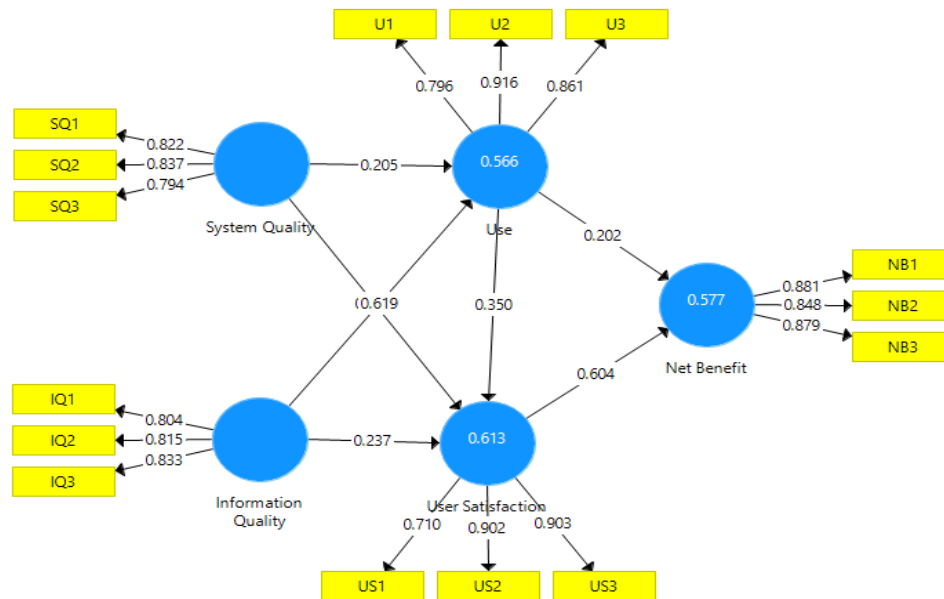 U1
U2
U3
0.796
0.916
0.861
SQ1
SQ2
SQ3
0.822
0.837
0.794
System Quality
0.205
0.566
Use
0.202
0.619
0.350
0.577
Net Benefit
0.881
0.848
0.879
NB1
NB2
NB3
0.604
IQ1
IQ2
IQ3
0.804
0.815
0.833
Information
Quality
0.237
0.613
User Satisfaction
0.710
0.902
0.903
US1
US2
US3